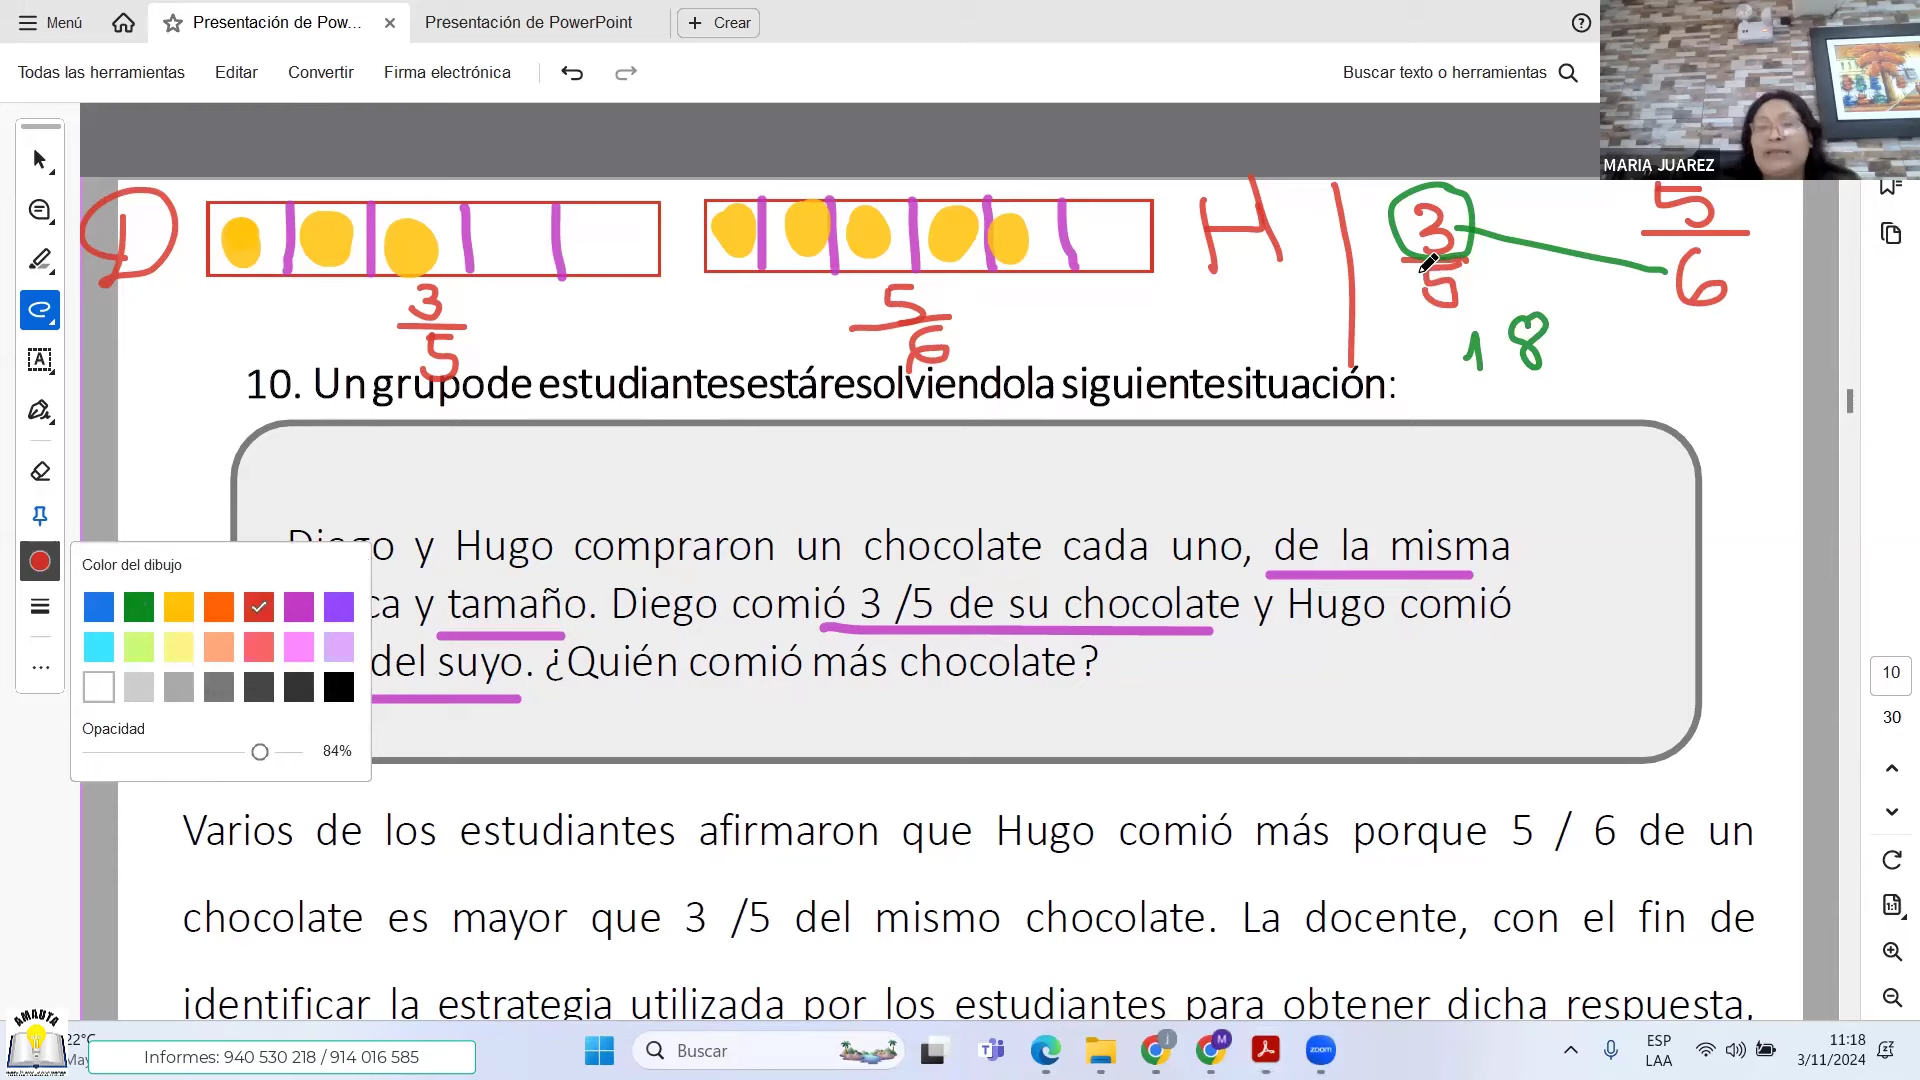 Menú
Presentación de Pow...
Presentación de PowerPoint
Crear
Todas las herramientas
Editar
Convertir
Firma electrónica
Buscar texto o herramientas
MARIA JUAREZ
D
H
3
5
5
6
3
5
5
6
18
10. Un grupo de estudiantes está resolviendo la siguiente situación:
Diego y Hugo compraron un chocolate cada uno, de la misma
ca y tamaño. Diego comió 3 /5 de su chocolate y Hugo comió
del suyo. ¿Quién comió más chocolate?
Color del dibujo
Opacidad
84%
10
30
Varios de los estudiantes afirmaron que Hugo comió más porque 5 / 6 de un
chocolate es mayor que 3 /5 del mismo chocolate. La docente, con el fin de
identificar la estrategia utilizada por los estudiantes para obtener dicha respuesta,
AMAUTA
22°C
Informes: 940 530 218 / 914 016 585
Buscar
zoom
ESP
LAA
11:18
3/11/2024